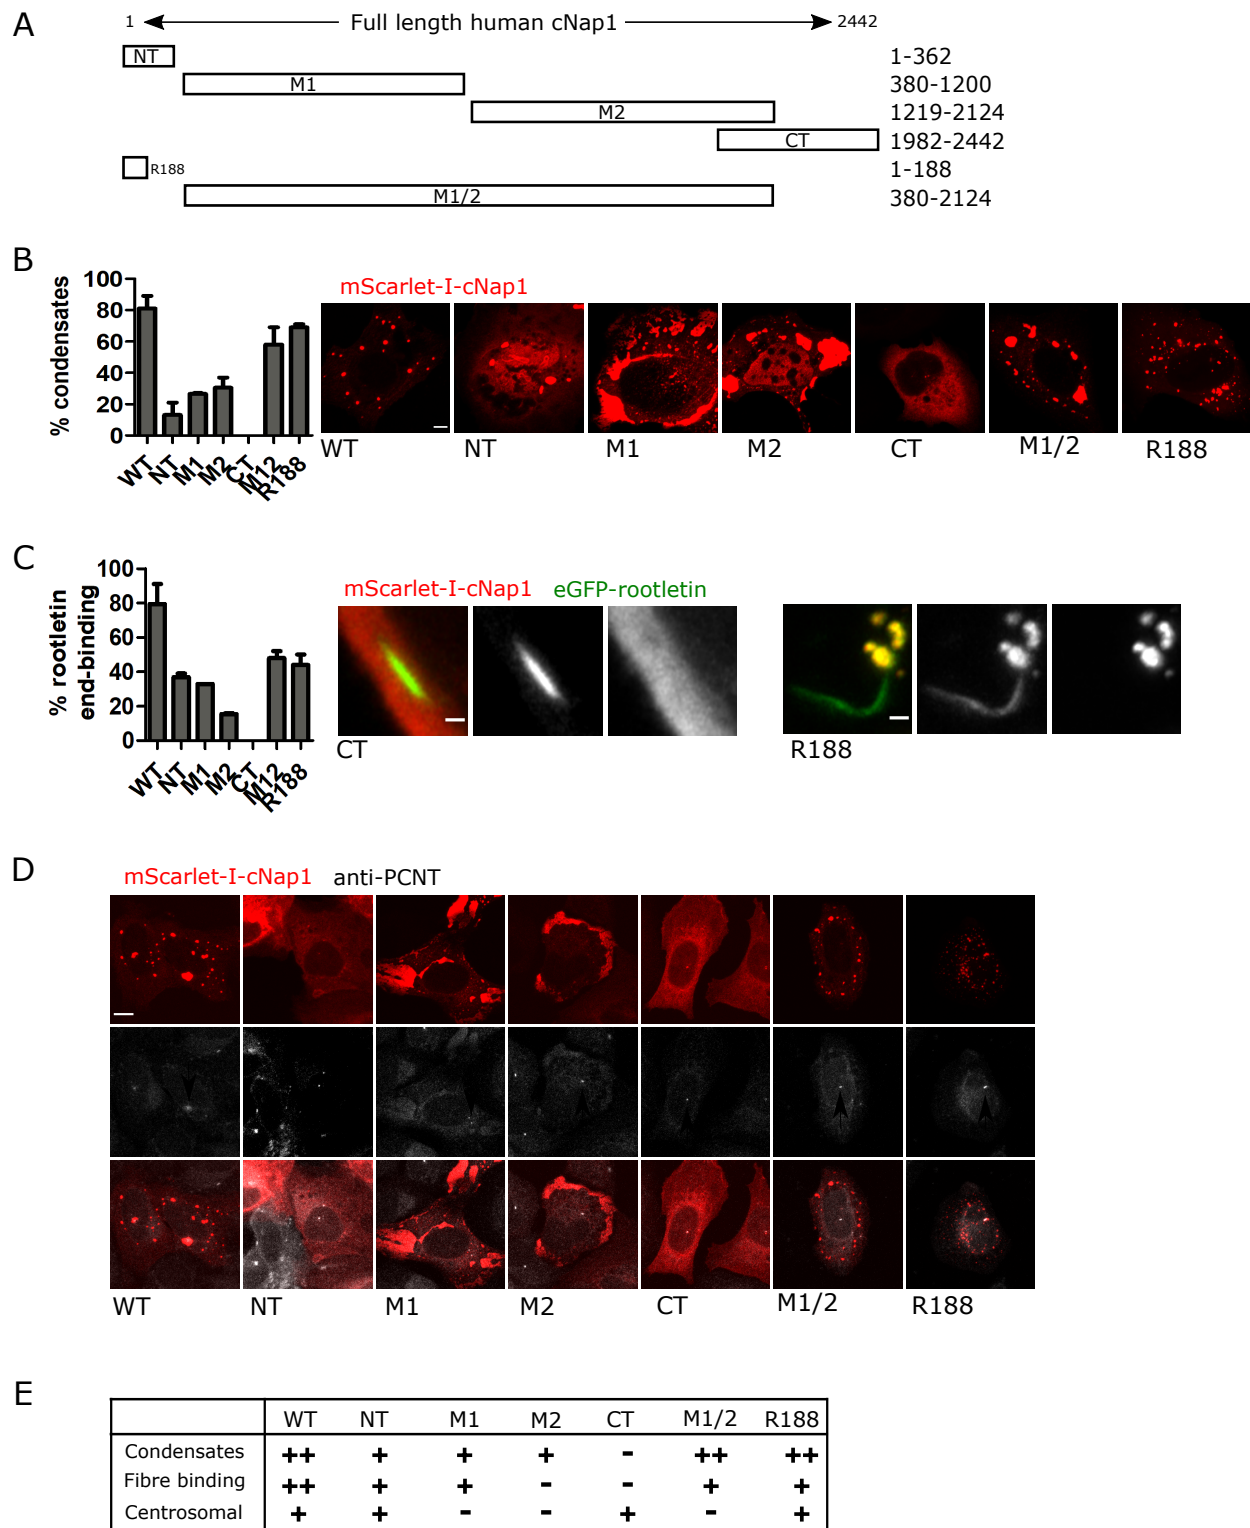 A
1 Full length human cNap1 2442
NT 1-362
M1 380-1200
M2 1219-2124
CT 1982-2442
R188 1-188
M1/2 380-2124
B
% condensates
100
80
60
40
20
0
WT NT M1 M2 CT M12 R188
mScarlet-I-cNap1
WT NT M1 M2 CT M1/2 R188
C
% rootletin
end-binding
100
80
60
40
20
0
WT NT M1 M2 CT M12 R188
mScarlet-I-cNap1 eGFP-rootletin
CT R188
D
mScarlet-I-cNap1 anti-PCNT
WT NT M1 M2 CT M1/2 R188
E
WT NT M1 M2 CT M1/2 R188
Condensates ++ + + + - ++ ++
Fibre binding ++ + + - - + +
Centrosomal + + - - + - +